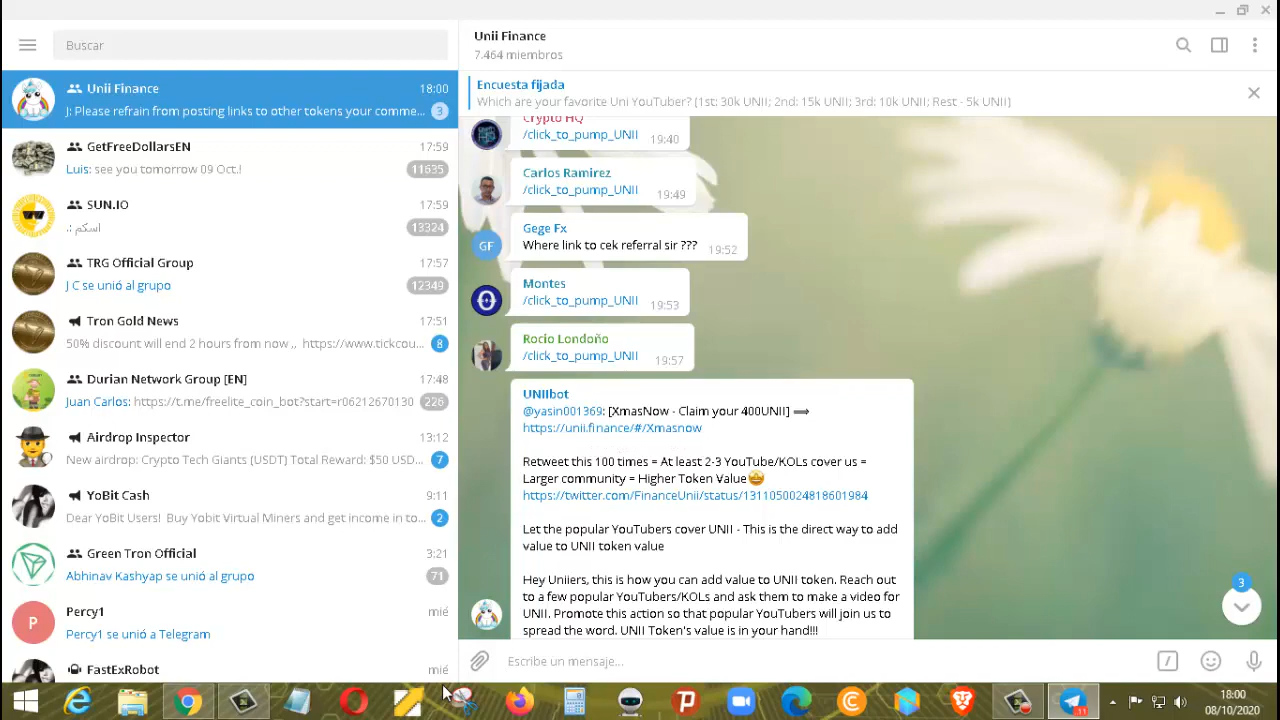 Buscar
Unii Finance 18:00
J: Please refrain from posting links to other tokens your comme... 3
GetFreeDollarsEN 17:59
Luis: see you tomorrow 09 Oct.! 11635
SUN.IO 17:59
.: اسكم 13324
TRG Official Group 17:57
J C se unió al grupo 12349
Tron Gold News 17:51
50% discount will end 2 hours from now ,, https://www.tickcou... 8
Durian Network Group [EN] 17:48
Juan Carlos: https://t.me/freelite_coin_bot?start=r06212670130 226
Airdrop Inspector 13:12
New airdrop: Crypto Tech Giants [USDT] Total Reward: $50 USD... 7
YoBit Cash 9:11
Dear YoBit Users! Buy Yobit Virtual Miners and get income in to... 2
Green Tron Official 3:21
Abhinav Kashyap se unió al grupo 71
P
Percy1 mié
Percy1 se unió a Telegram
FastExRobot mié
Unii Finance
7.464 miembros
Encuesta fijada
Which are your favorite Uni YouTuber? (1st: 30k UNII; 2nd: 15k UNII; 3rd: 10k UNII; Rest - 5k UNII)
Crypto HQ
/click_to_pump_UNII 19:40
Carlos Ramirez
/click_to_pump_UNII 19:49
GF
Gege Fx
Where link to cek referral sir ??? 19:52
Montes
/click_to_pump_UNII 19:53
Rocio Londoño
/click_to_pump_UNII 19:57
UNIIbot
@yasin001369: [XmasNow - Claim your 400UNII] ⟹
https://unii.finance/#/Xmasnow
Retweet this 100 times = At least 2-3 YouTube/KOLs cover us =
Larger community = Higher Token Value🤩
https://twitter.com/FinanceUnii/status/1311050024818601984
Let the popular YouTubers cover UNII - This is the direct way to add
value to UNII token value
Hey Uniiers, this is how you can add value to UNII token. Reach out
to a few popular YouTubers/KOLs and ask them to make a video for
UNII. Promote this action so that popular YouTubers will join us to
spread the word. UNII Token's value is in your hand!!!
3
Escribe un mensaje...
11
18:00
08/10/2020